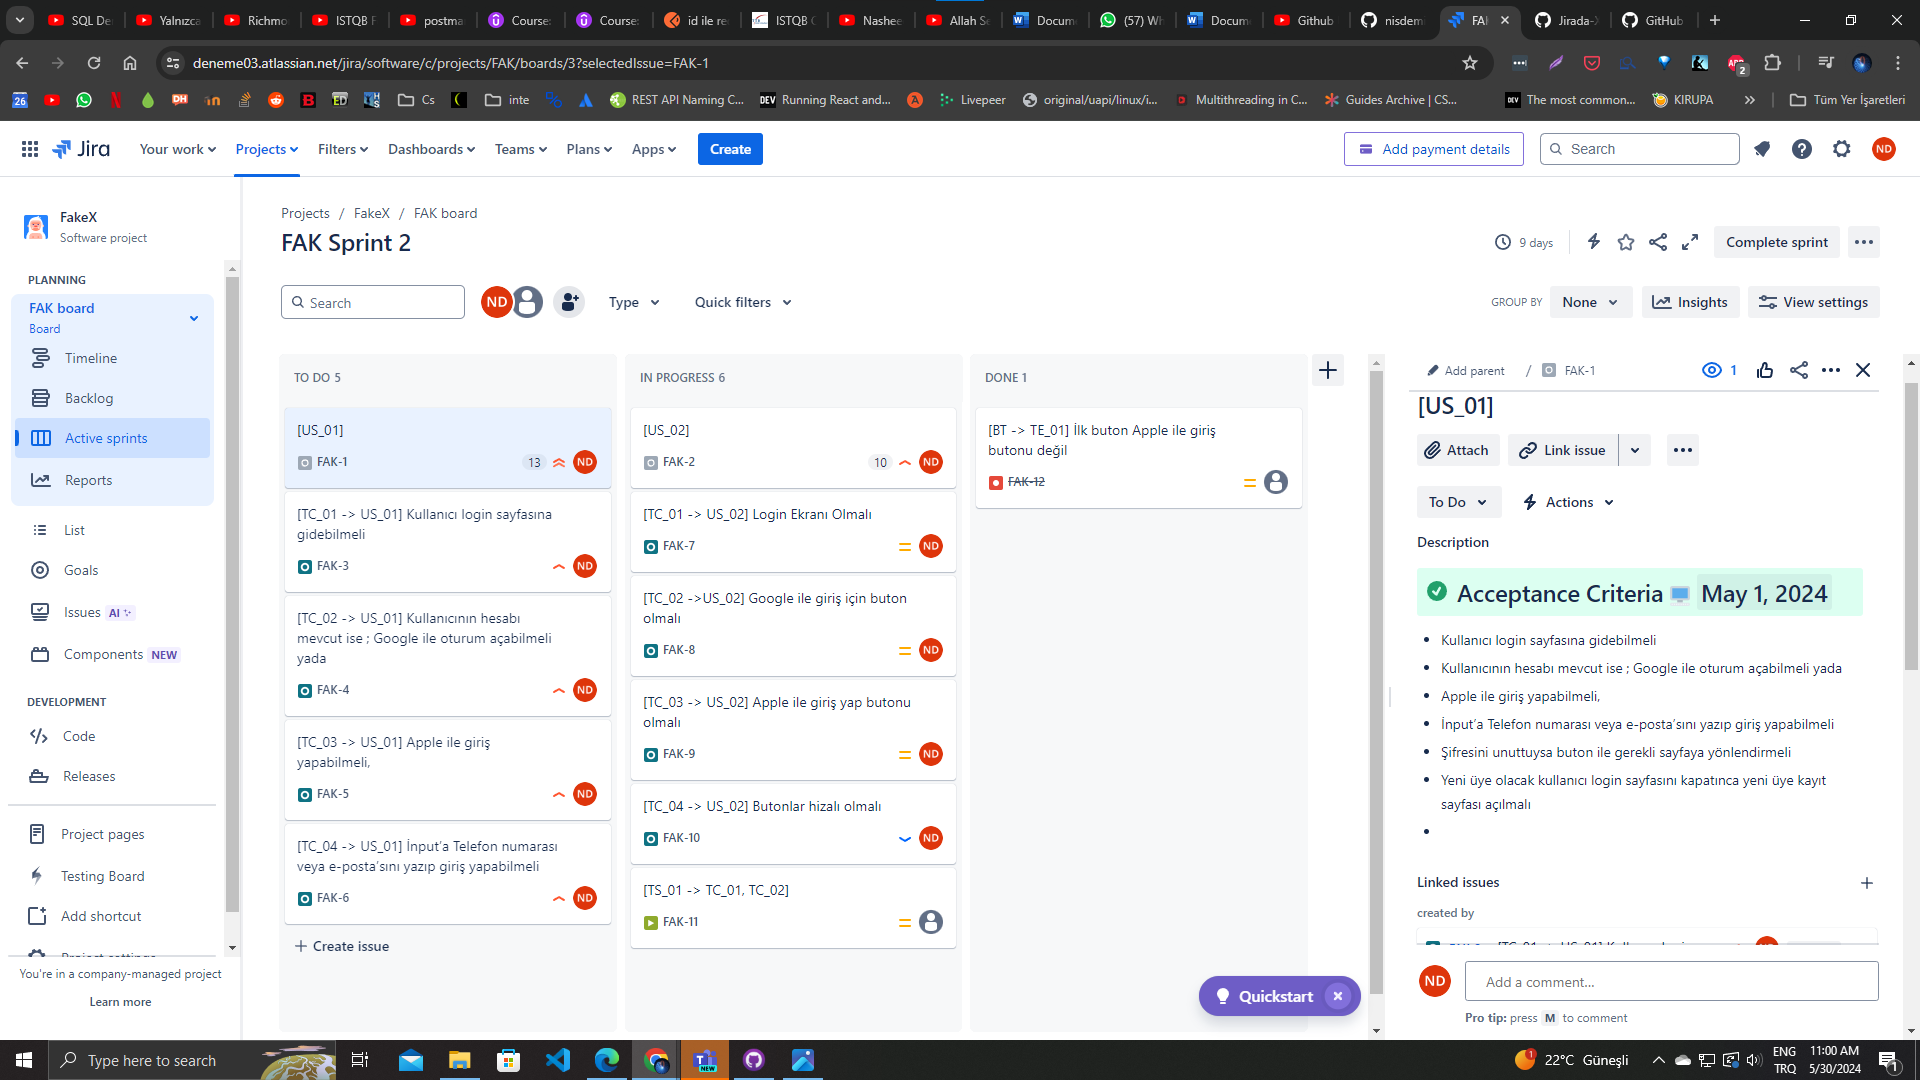 SQL De
Yalnızca
Richmo
ISTQB F
postma
Course:
Course:
id ile re
ISTQB
Nashee
Allah Se
Docum
(57) Wh
Docum
Github
nisdem
FAK
Jirada-X
GitHub
deneme03.atlassian.net/jira/software/c/projects/FAK/boards/3?selectedIssue=FAK-1
Cs
inte
REST API Naming C...
Running React and...
Livepeer
original/uapi/linux/i...
Multithreading in C...
Guides Archive | CS...
The most common...
KIRUPA
Tüm Yer İşaretleri
Jira
Your work
Projects
Filters
Dashboards
Teams
Plans
Apps
Create
Add payment details
Search
ND
FakeX
Software project
PLANNING
FAK board
Board
Timeline
Backlog
Active sprints
Reports
List
Goals
Issues AI
Components NEW
DEVELOPMENT
Code
Releases
Project pages
Testing Board
Add shortcut
Project settings
You're in a company-managed project
Learn more
Projects / FakeX / FAK board
FAK Sprint 2
9 days
Complete sprint
Search
ND
Type
Quick filters
GROUP BY
None
Insights
View settings
TO DO 5
[US_01]
FAK-1
13
ND
[TC_01 -> US_01] Kullanıcı login sayfasına
gidebilmeli
FAK-3
ND
[TC_02 -> US_01] Kullanıcının hesabı
mevcut ise ; Google ile oturum açabilmeli
yada
FAK-4
ND
[TC_03 -> US_01] Apple ile giriş
yapabilmeli,
FAK-5
ND
[TC_04 -> US_01] İnput'a Telefon numarası
veya e-posta'sını yazıp giriş yapabilmeli
FAK-6
ND
Create issue
IN PROGRESS 6
[US_02]
FAK-2
10
ND
[TC_01 -> US_02] Login Ekranı Olmalı
FAK-7
ND
[TC_02 ->US_02] Google ile giriş için buton
olmalı
FAK-8
ND
[TC_03 -> US_02] Apple ile giriş yap butonu
olmalı
FAK-9
ND
[TC_04 -> US_02] Butonlar hizalı olmalı
FAK-10
ND
[TS_01 -> TC_01, TC_02]
FAK-11
DONE 1
[BT -> TE_01] İlk buton Apple ile giriş
butonu değil
FAK-12
Quickstart
Add parent / FAK-1
1
[US_01]
Attach
Link issue
To Do
Actions
Description
Acceptance Criteria May 1, 2024
Kullanıcı login sayfasına gidebilmeli
Kullanıcının hesabı mevcut ise ; Google ile oturum açabilmeli yada
Apple ile giriş yapabilmeli,
İnput'a Telefon numarası veya e-posta'sını yazıp giriş yapabilmeli
Şifresini unuttuysa buton ile gerekli sayfaya yönlendirmeli
Yeni üye olacak kullanıcı login sayfasını kapatınca yeni üye kayıt
sayfası açılmalı
Linked issues
created by
ND
Add a comment...
Pro tip: press M to comment
Type here to search
22°C Güneşli
ENG
TRQ
11:00 AM
5/30/2024